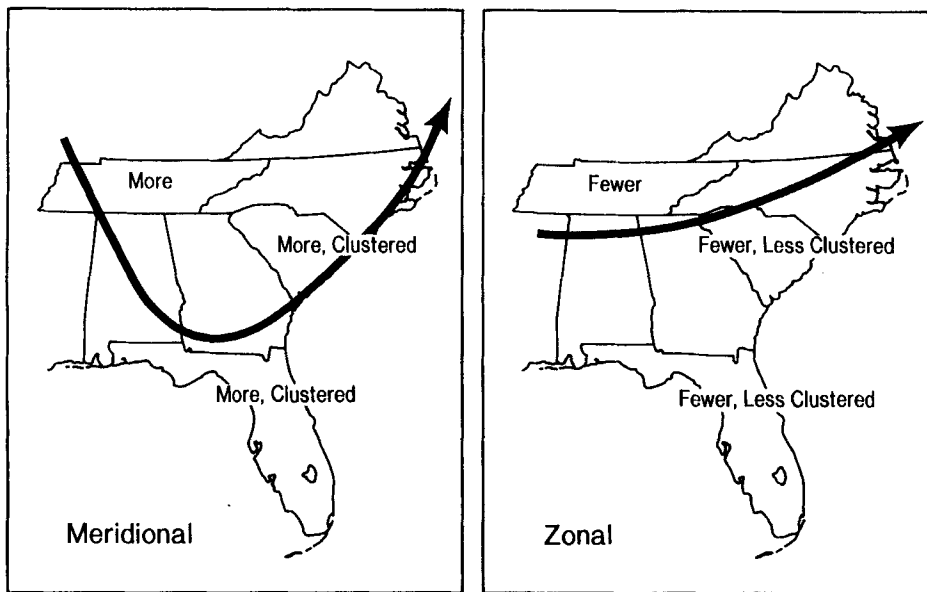 More
More, Clustered
More, Clustered
Meridional
Fewer
Fewer, Less Clustered
Fewer, Less Clustered
Zonal